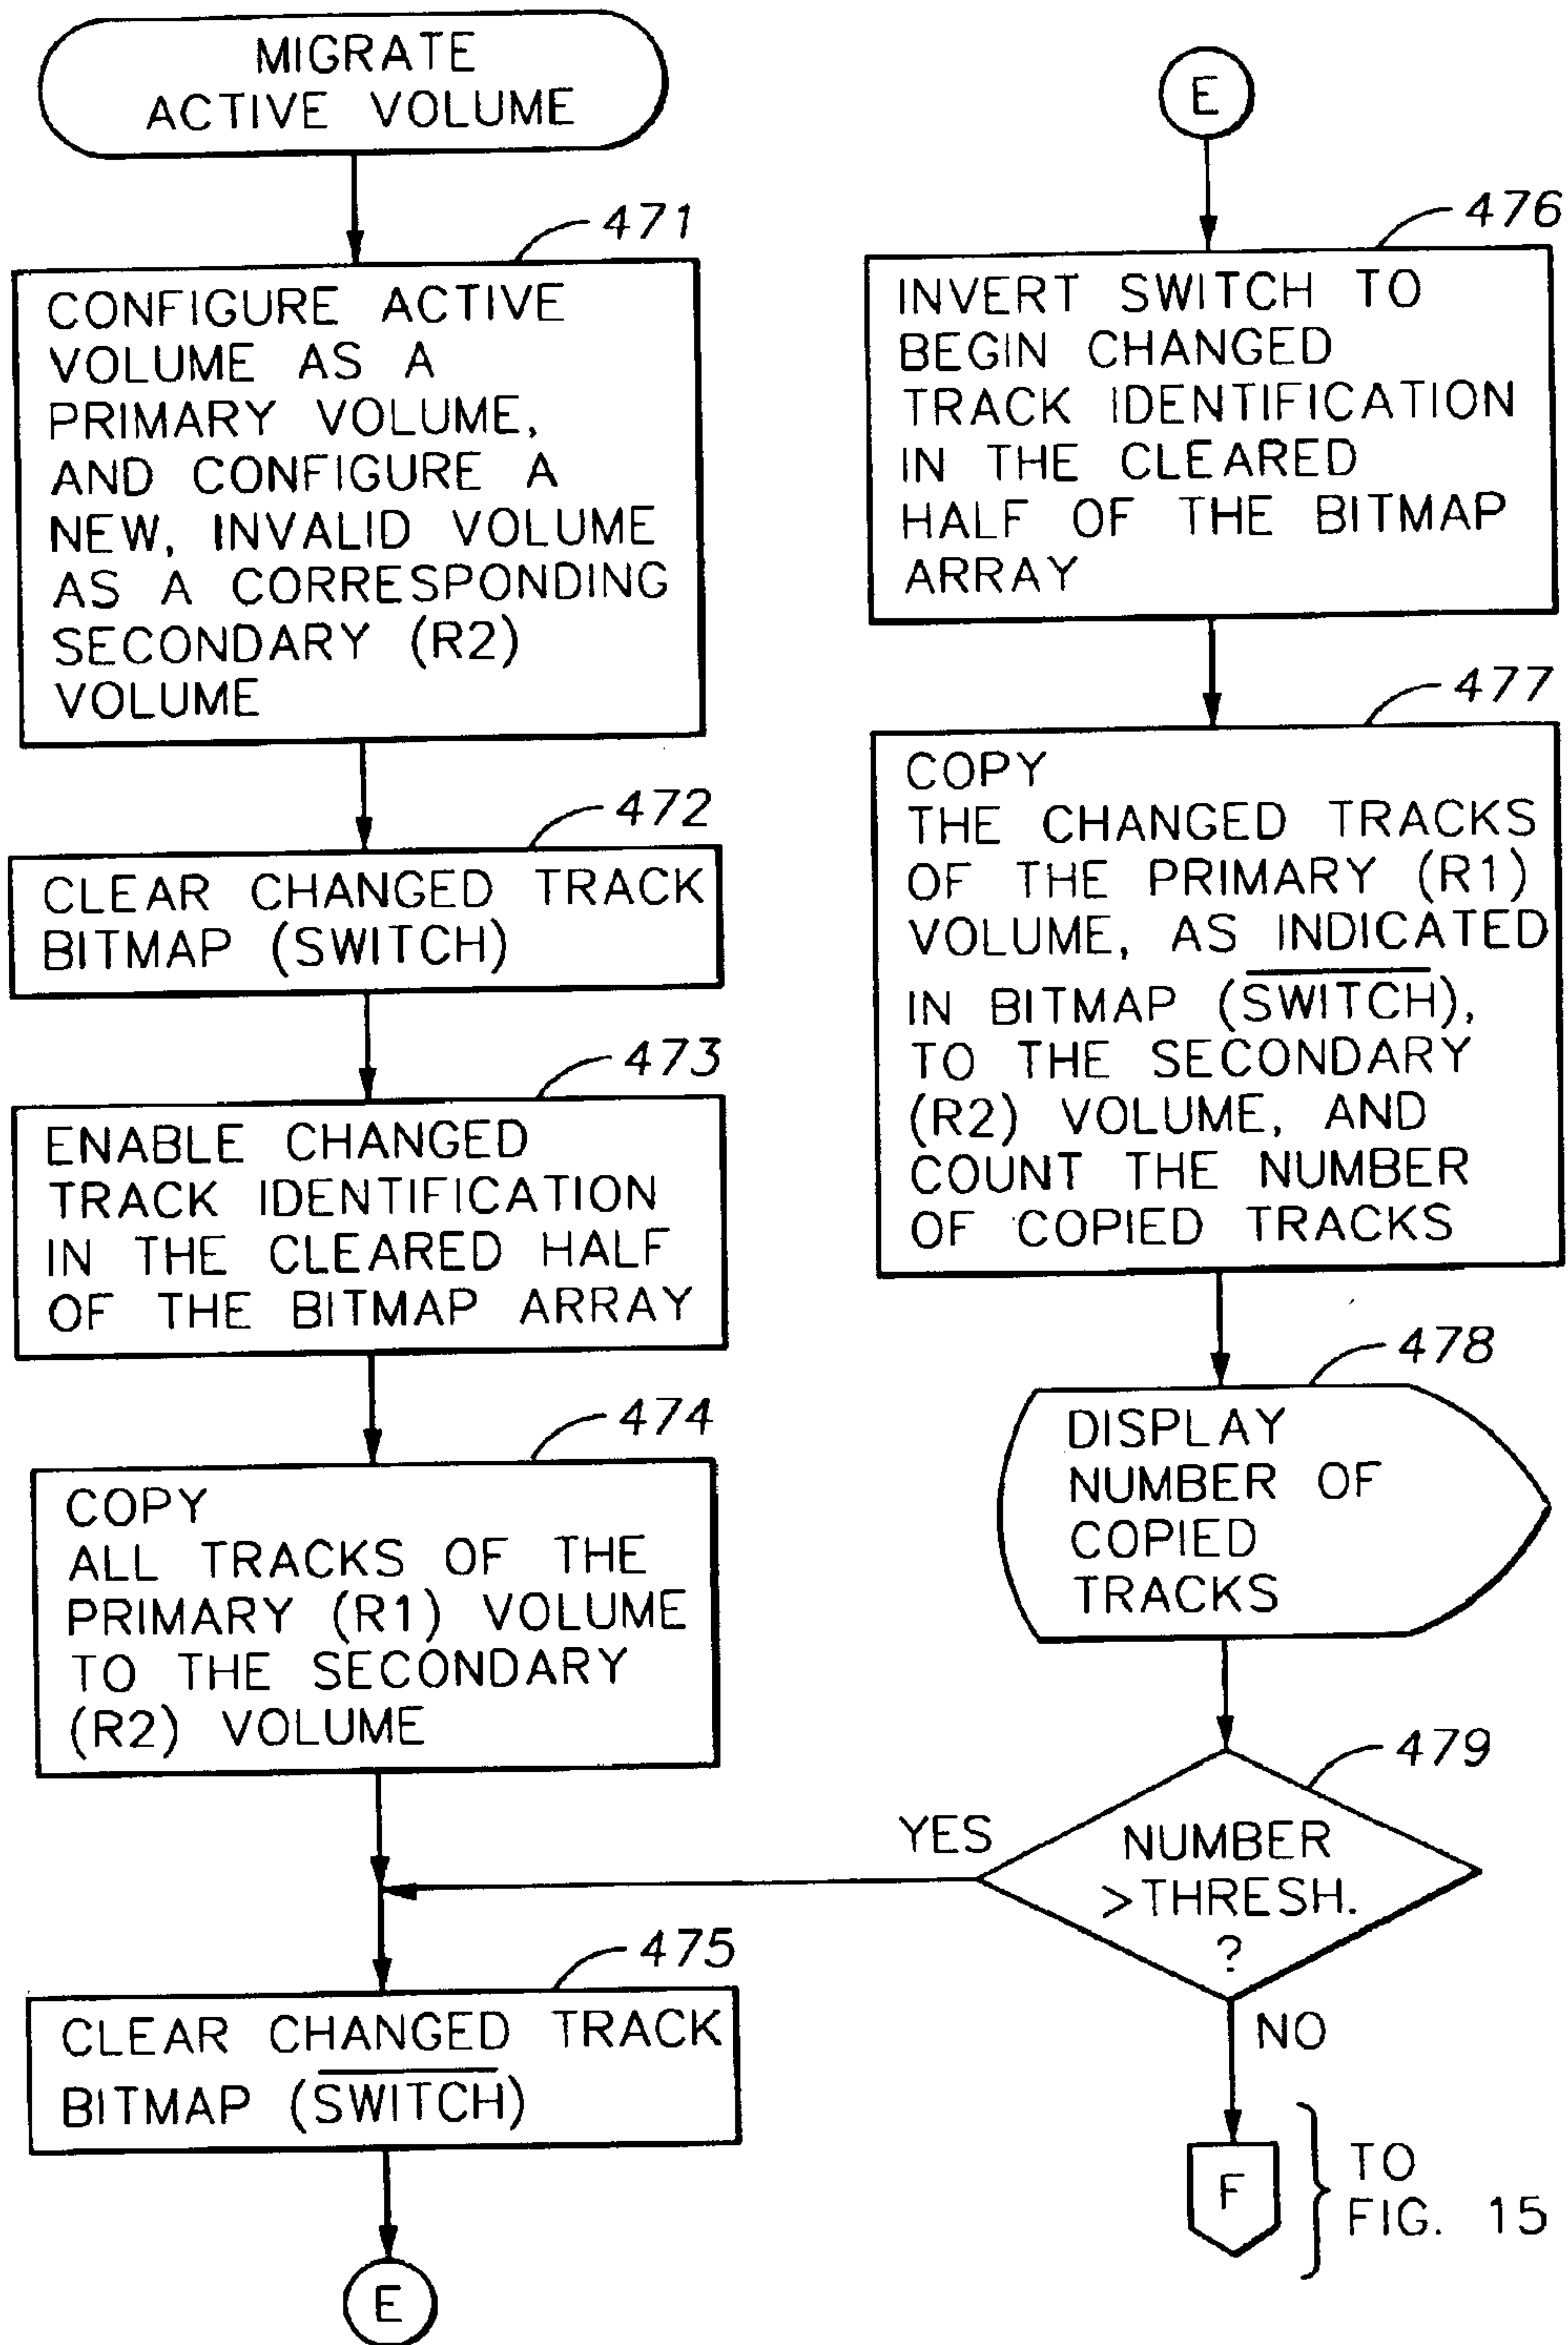 MIGRATE
ACTIVE VOLUME
471
CONFIGURE ACTIVE
VOLUME AS A
PRIMARY VOLUME,
AND CONFIGURE A
NEW, INVALID VOLUME
AS A CORRESPONDING
SECONDARY (R2)
VOLUME
472
CLEAR CHANGED TRACK
BITMAP (SWITCH)
473
ENABLE CHANGED
TRACK IDENTIFICATION
IN THE CLEARED HALF
OF THE BITMAP ARRAY
474
COPY
ALL TRACKS OF THE
PRIMARY (R1) VOLUME
TO THE SECONDARY
(R2) VOLUME
475
CLEAR CHANGED TRACK
BITMAP (SWITCH)
E
E
476
INVERT SWITCH TO
BEGIN CHANGED
TRACK IDENTIFICATION
IN THE CLEARED
HALF OF THE BITMAP
ARRAY
477
COPY
THE CHANGED TRACKS
OF THE PRIMARY (R1)
VOLUME, AS INDICATED
IN BITMAP (SWITCH),
TO THE SECONDARY
(R2) VOLUME, AND
COUNT THE NUMBER
OF COPIED TRACKS
478
DISPLAY
NUMBER OF
COPIED
TRACKS
479
YES
NUMBER
>THRESH.
?
NO
F
TO
FIG. 15